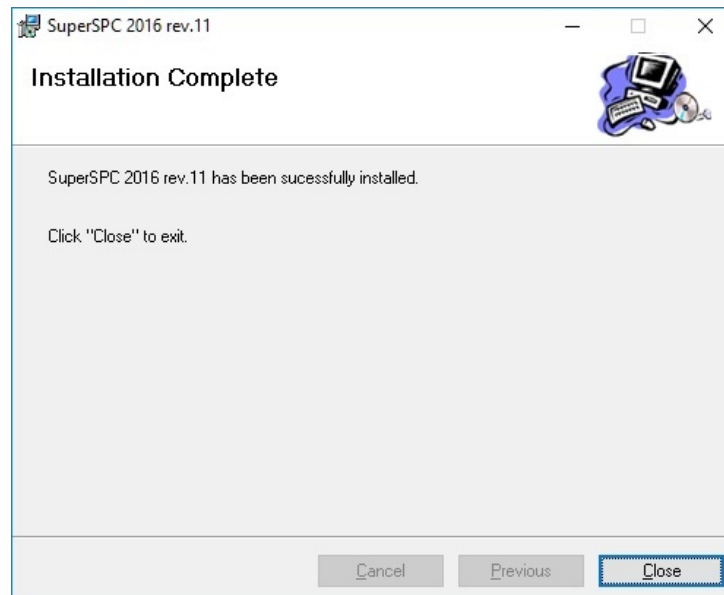 SuperSPC 2016 rev.11
Installation Complete
SuperSPC 2016 rev.11 has been sucessfully installed.
Click "Close" to exit.
Cancel Previous Close